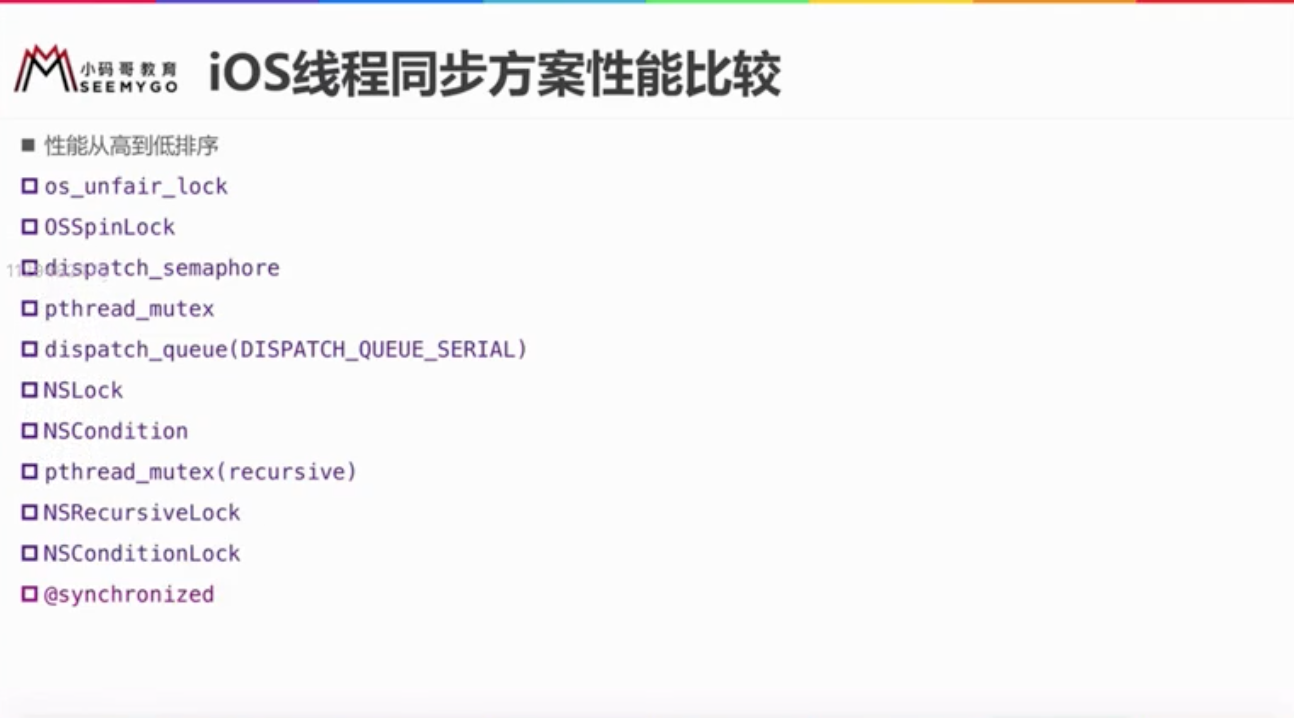 小码哥教育
SEEMYGO
iOS线程同步方案性能比较
性能从高到低排序
os_unfair_lock
OSSpinLock
dispatch_semaphore
pthread_mutex
dispatch_queue(DISPATCH_QUEUE_SERIAL)
NSLock
NSCondition
pthread_mutex(recursive)
NSRecursiveLock
NSConditionLock
@synchronized